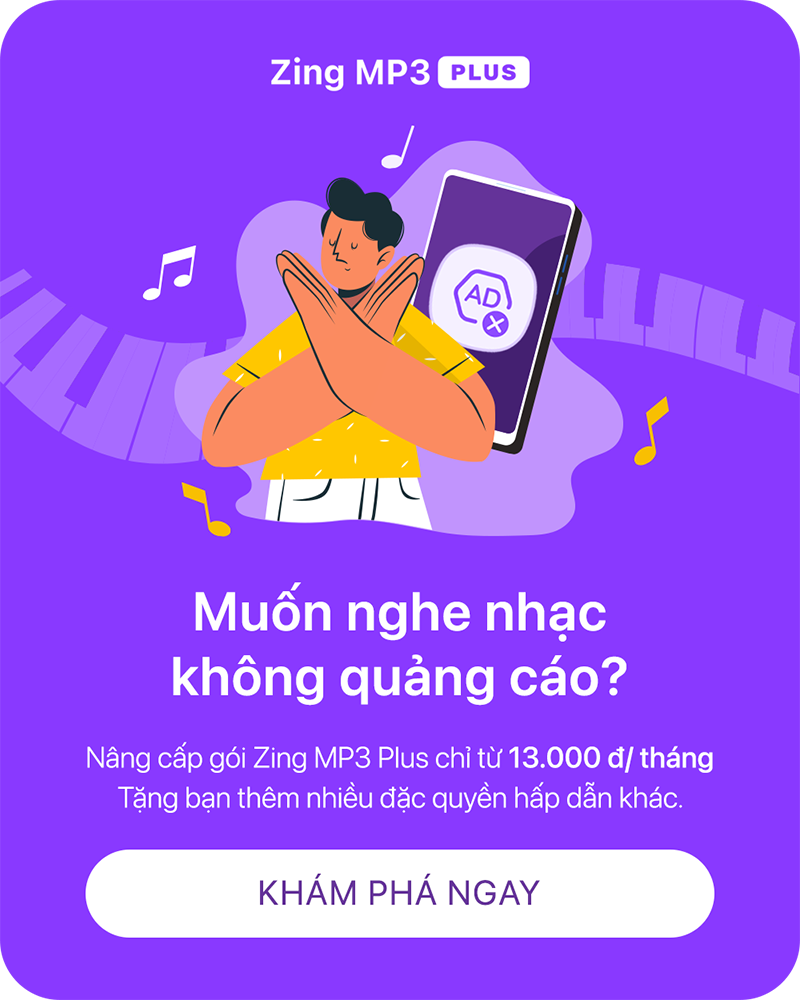 Zing MP3 PLUS
AD
Muốn nghe nhạc
không quảng cáo?
Nâng cấp gói Zing MP3 Plus chỉ từ 13.000 đ/ tháng
Tặng bạn thêm nhiều đặc quyền hấp dẫn khác.
KHÁM PHÁ NGAY